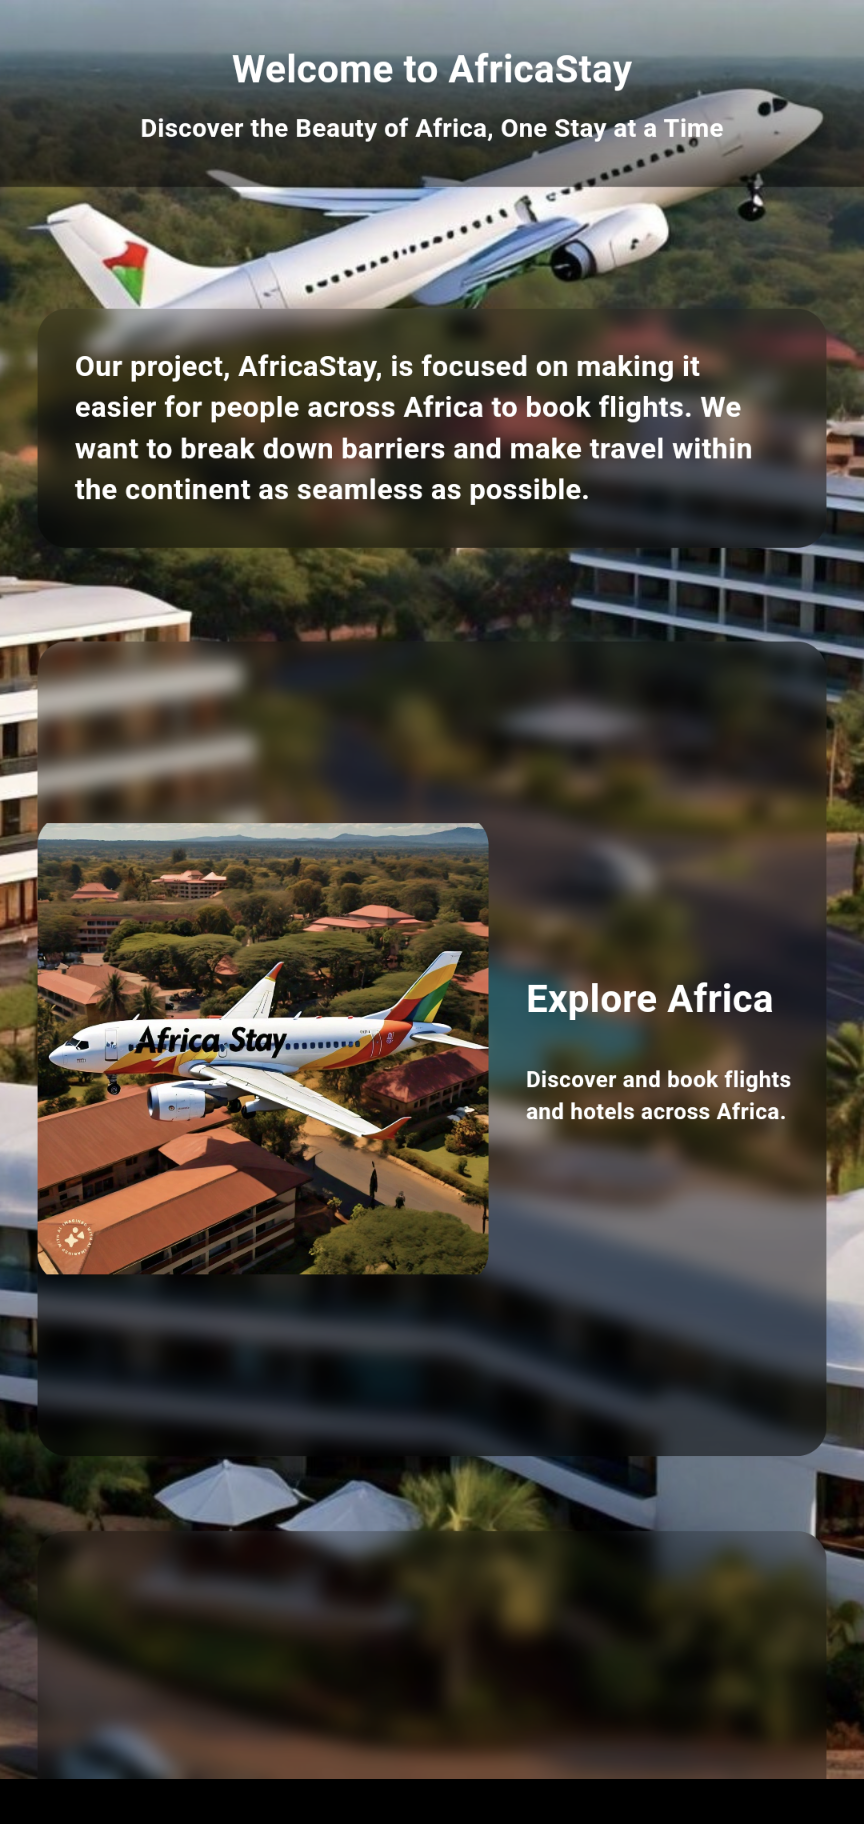 Welcome to AfricaStay
Discover the Beauty of Africa, One Stay at a Time
Our project, AfricaStay, is focused on making it
easier for people across Africa to book flights. We
want to break down barriers and make travel within
the continent as seamless as possible.
Africa Stay
Explore Africa
Discover and book flights
and hotels across Africa.